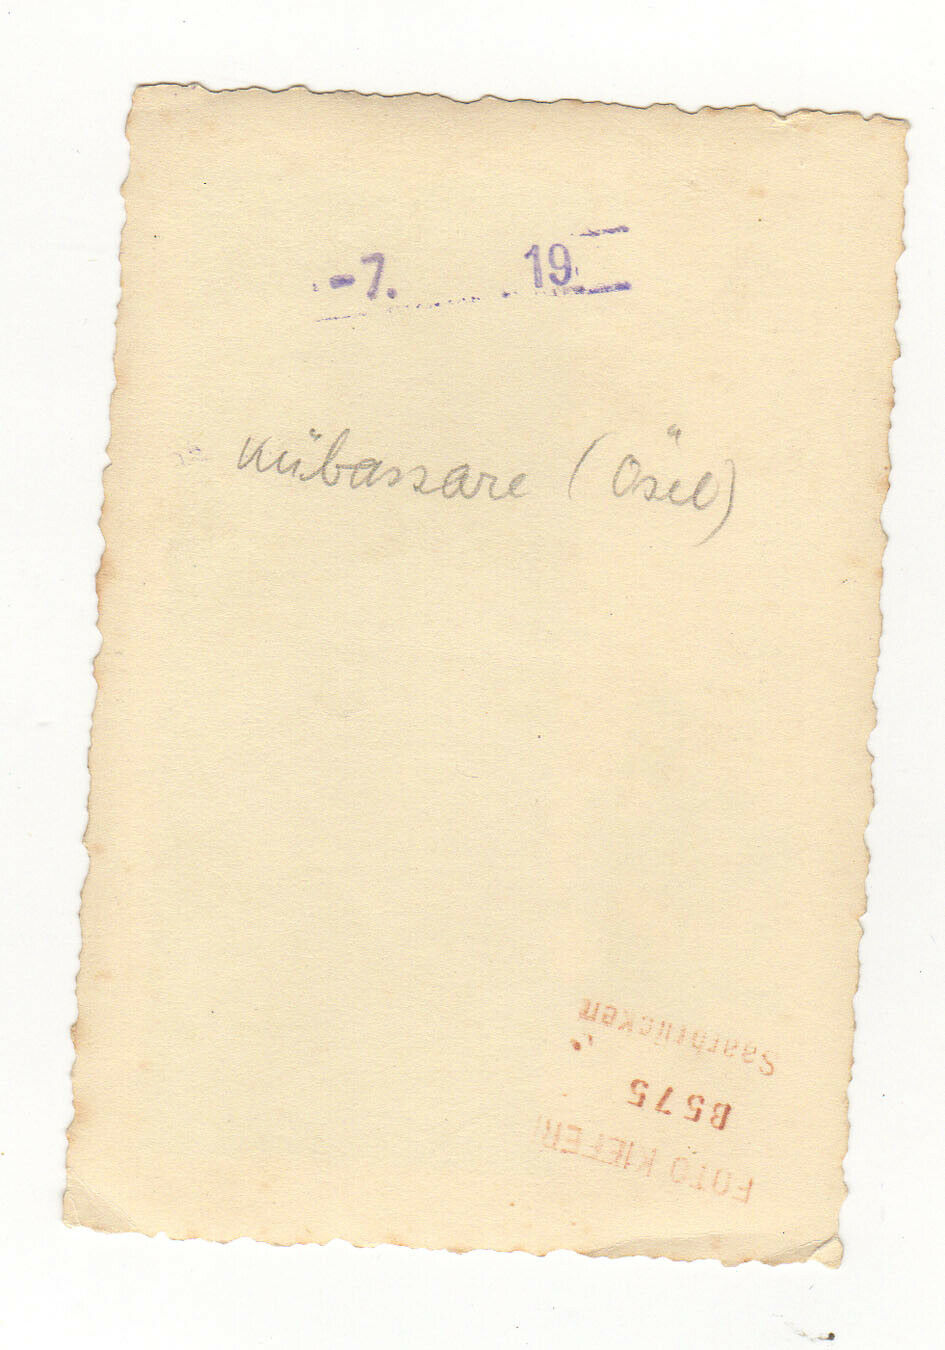 -7. 19
Kübassare (Ösel)
FOTO KIEFER
B575
Saarbrücken